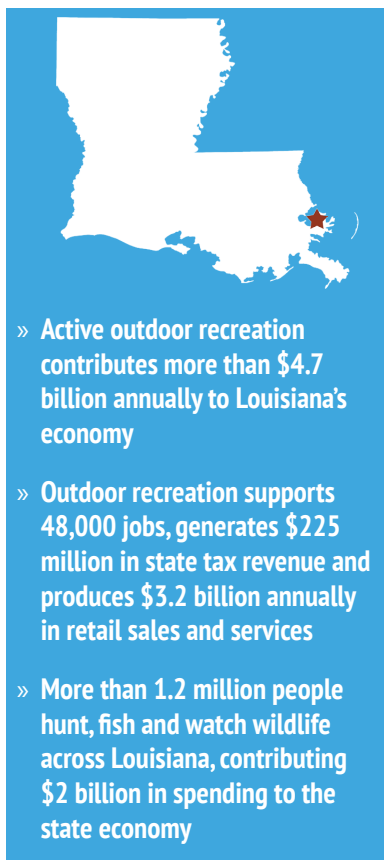 » Active outdoor recreation
contributes more than $4.7
billion annually to Louisiana’s
economy
» Outdoor recreation supports
48,000 jobs, generates $225
million in state tax revenue and
produces $3.2 billion annually
in retail sales and services
» More than 1.2 million people
hunt, fish and watch wildlife
across Louisiana, contributing
$2 billion in spending to the
state economy